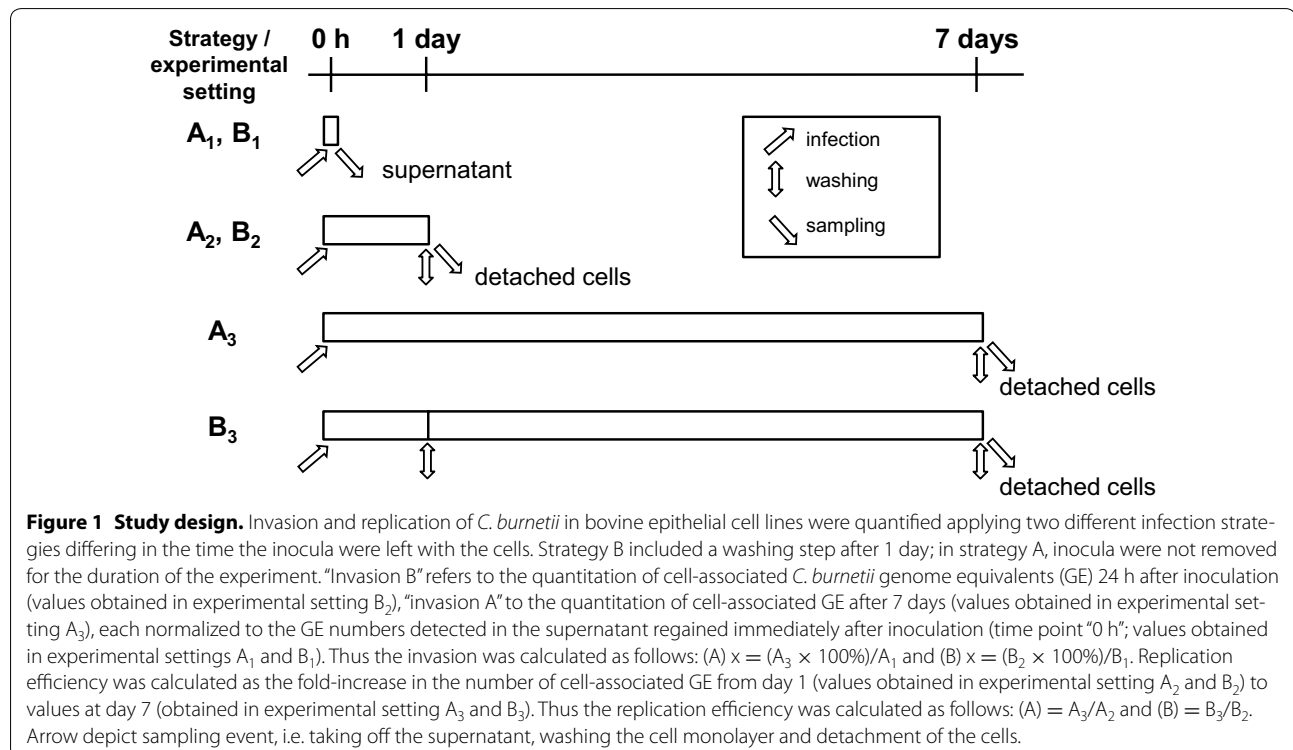 Strategy / experimental setting
0 h
1 day
7 days
A₁, B₁
supernatant
infection
washing
sampling
A₂, B₂
detached cells
A₃
detached cells
B₃
detached cells
Figure 1 Study design. Invasion and replication of C. burnetii in bovine epithelial cell lines were quantified applying two different infection strate-
gies differing in the time the inocula were left with the cells. Strategy B included a washing step after 1 day; in strategy A, inocula were not removed
for the duration of the experiment. “Invasion B” refers to the quantitation of cell-associated C. burnetii genome equivalents (GE) 24 h after inoculation
(values obtained in experimental setting B₂), “invasion A” to the quantitation of cell-associated GE after 7 days (values obtained in experimental set-
ting A₃), each normalized to the GE numbers detected in the supernatant regained immediately after inoculation (time point “0 h”; values obtained
in experimental settings A₁ and B₁). Thus the invasion was calculated as follows: (A) x = (A₃ × 100%)/A₁ and (B) x = (B₂ × 100%)/B₁. Replication
efficiency was calculated as the fold-increase in the number of cell-associated GE from day 1 (values obtained in experimental setting A₂ and B₂) to
values at day 7 (obtained in experimental setting A₃ and B₃). Thus the replication efficiency was calculated as follows: (A) = A₃/A₂ and (B) = B₃/B₂.
Arrow depict sampling event, i.e. taking off the supernatant, washing the cell monolayer and detachment of the cells.